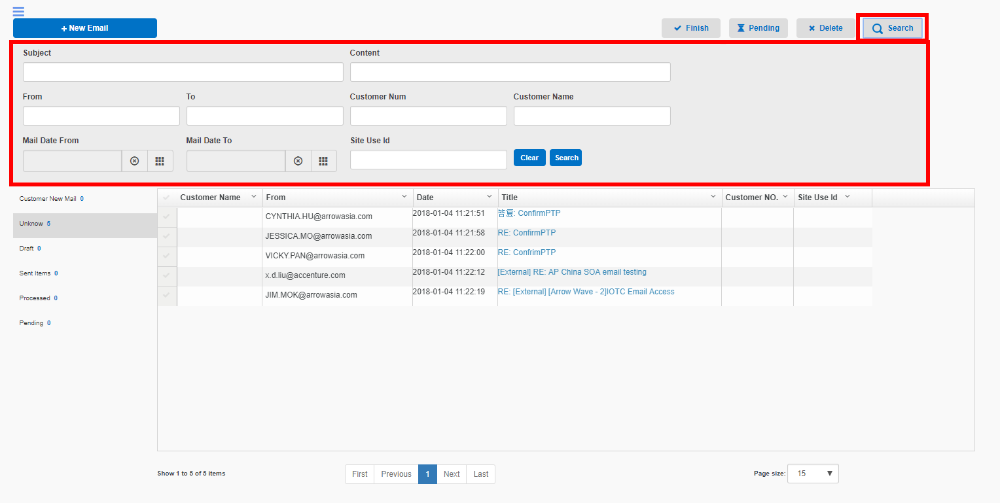 + New Email
Finish
Pending
Delete
Search
Subject
Content
From
To
Customer Num
Customer Name
Mail Date From
Mail Date To
Site Use Id
Clear
Search
Customer New Mail 0
Unknow 5
Draft 0
Sent Items 0
Processed 0
Pending 0
Customer Name From Date Title Customer NO. Site Use Id
CYNTHIA.HU@arrowasia.com 2018-01-04 11:21:51 答复: ConfirmPTP
JESSICA.MO@arrowasia.com 2018-01-04 11:21:58 RE: ConfirmPTP
VICKY.PAN@arrowasia.com 2018-01-04 11:22:00 RE: ConfrimPTP
x.d.liu@accenture.com 2018-01-04 11:22:12 [External] RE: AP China SOA email testing
JIM.MOK@arrowasia.com 2018-01-04 11:22:19 RE: [External] [Arrow Wave - 2]IOTC Email Access
Show 1 to 5 of 5 items
First Previous 1 Next Last
Page size: 15